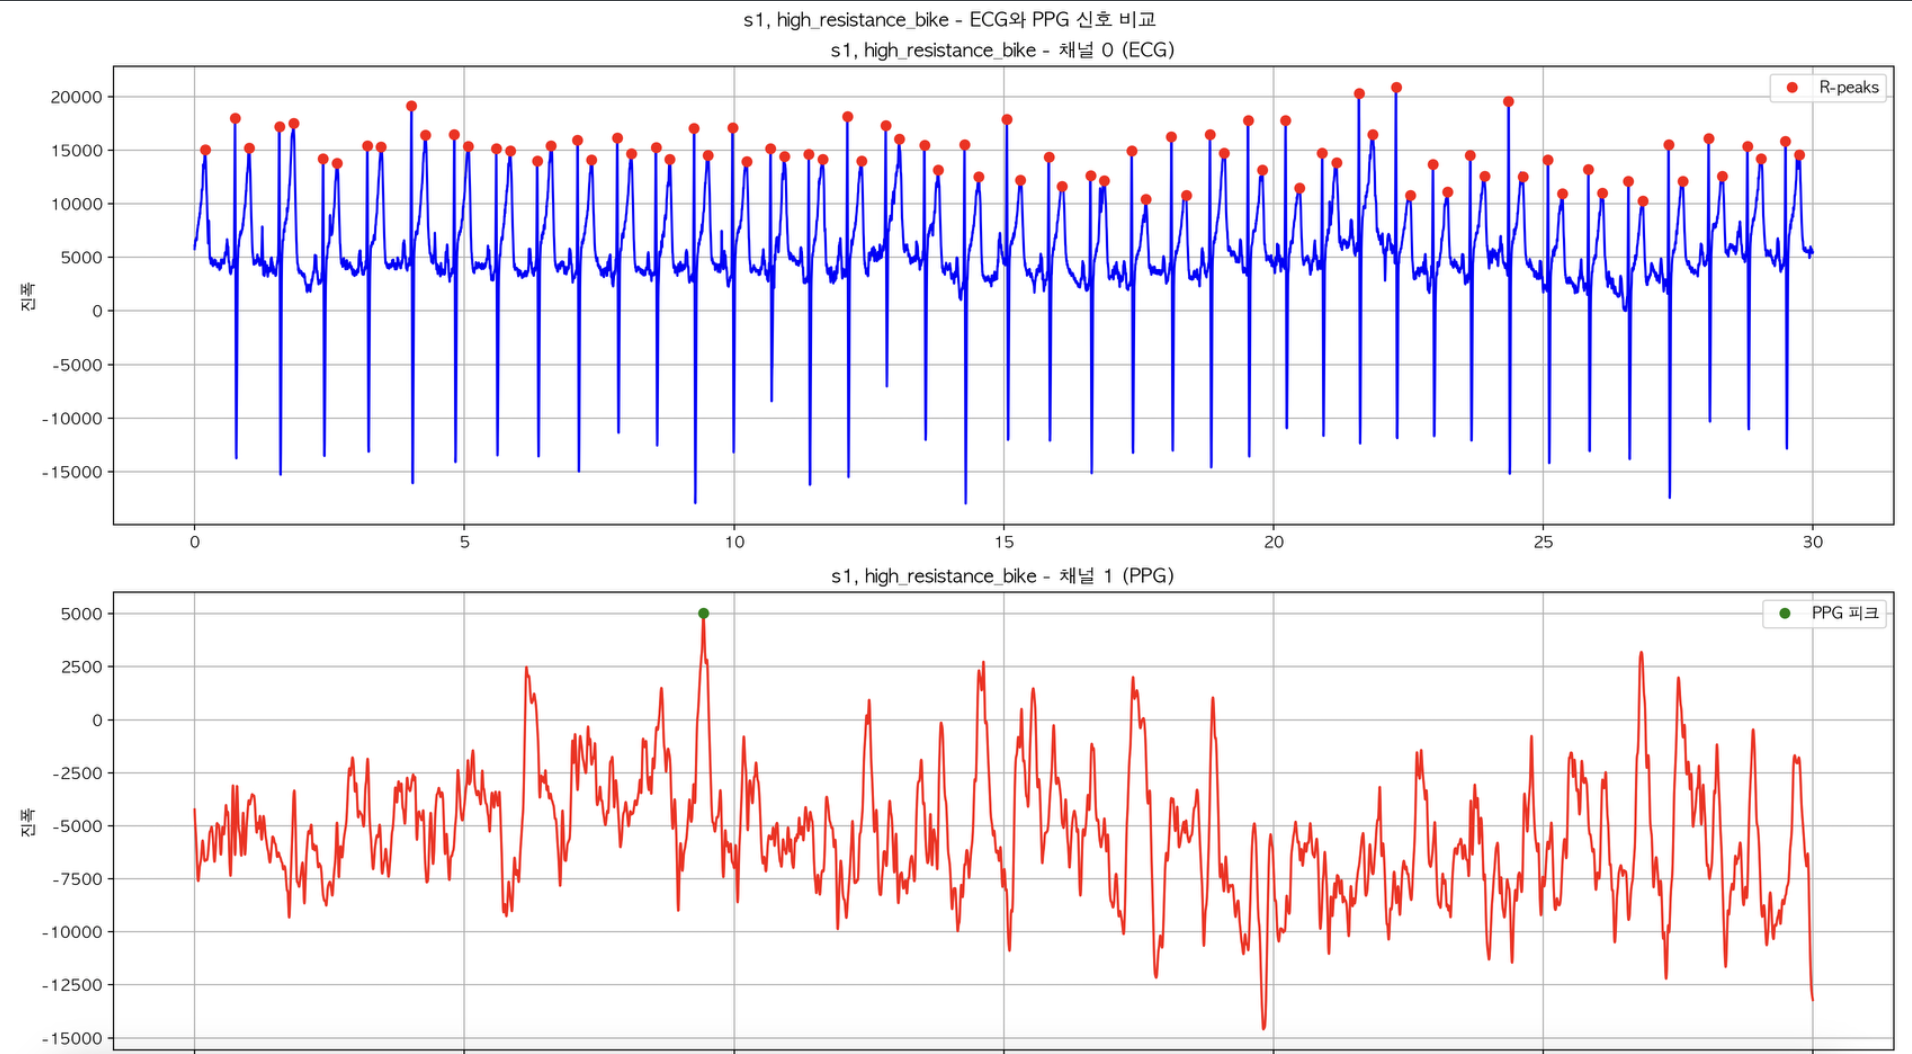 s1, high_resistance_bike - ECG와 PPG 신호 비교
s1, high_resistance_bike - 채널 0 (ECG)
R-peaks
20000
15000
10000
5000
0
-5000
-10000
-15000
진폭
0 5 10 15 20 25 30
s1, high_resistance_bike - 채널 1 (PPG)
PPG 피크
5000
2500
0
-2500
-5000
-7500
-10000
-12500
-15000
진폭